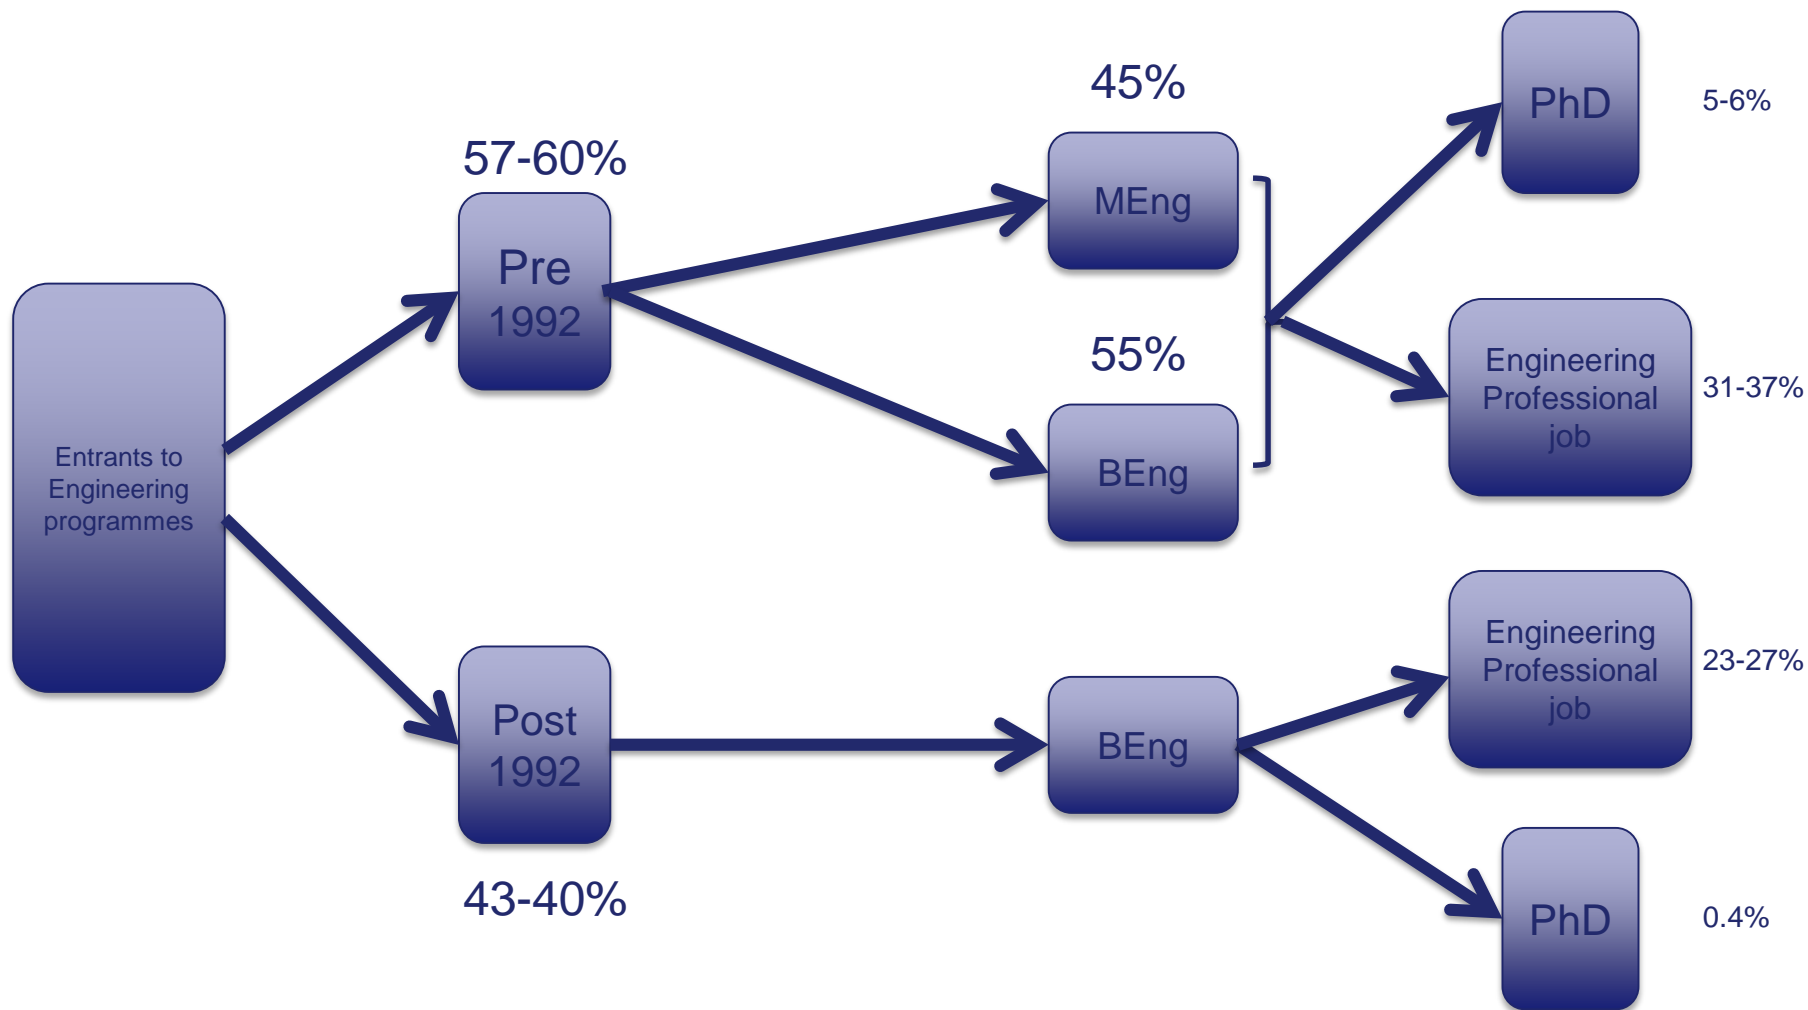 Entrants to
Engineering
programmes
57-60%
Pre
1992
Post
1992
43-40%
45%
MEng
55%
BEng
BEng
PhD
5-6%
Engineering
Professional
job
31-37%
Engineering
Professional
job
23-27%
PhD
0.4%